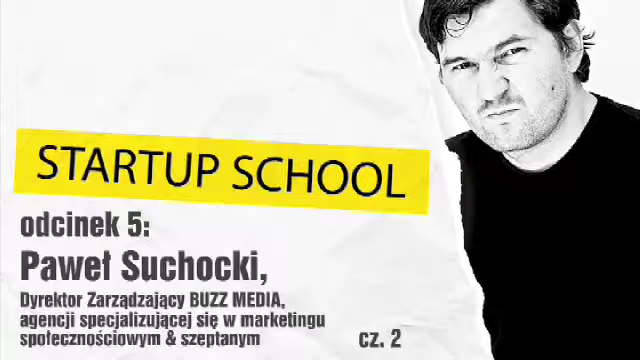 STARTUP SCHOOL
odcinek 5:
Paweł Suchocki,
Dyrektor Zarządzający BUZZ MEDIA,
agencji specjalizującej się w marketingu
społecznościowym & szeptanym
cz. 2